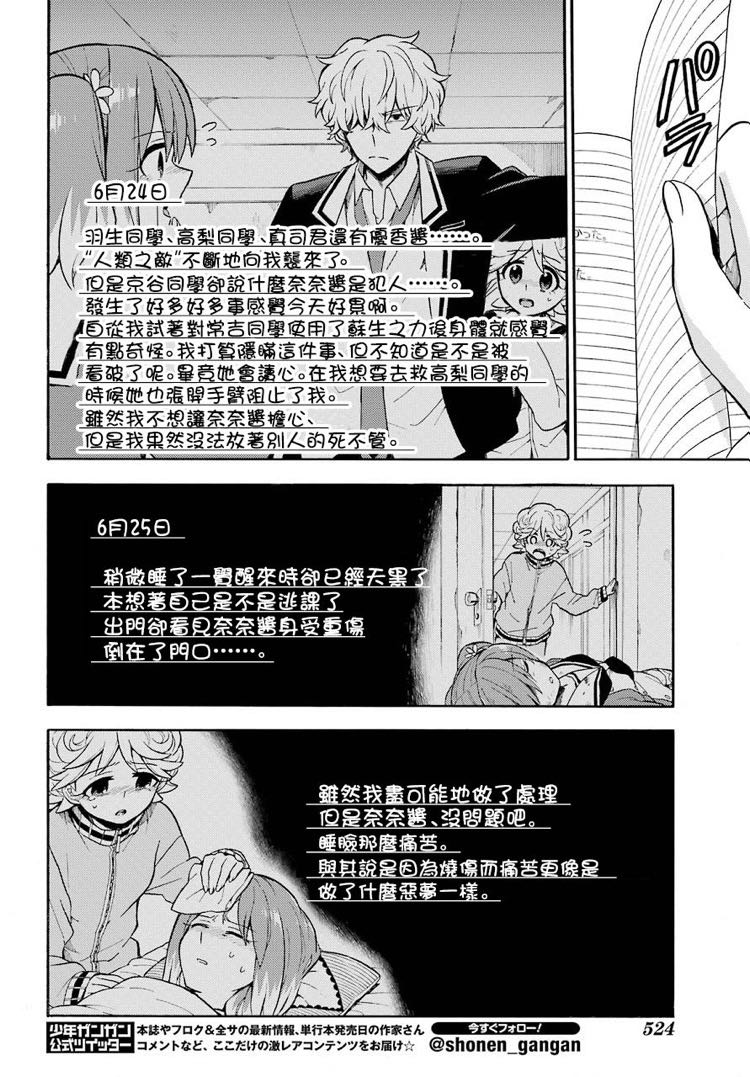 パラ
かった。
6月24日
羽生同學、高梨同學、真司君還有優香醬……。
“人類之敵”不斷地向我襲來了。
但是京谷同學卻說什麼奈奈醬是犯人……。
發生了好多好多事感覺今天好累啊。
自從我試著對常吉同學使用了蘇生之力後身體就感覺
有點奇怪。我打算隱瞞這件事、但不知道是不是被
看破了呢。畢竟她會讀心。在我想要去救高梨同學的
時候她也張開手臂阻止了我。
雖然我不想讓奈奈醬擔心、
但是我果然沒法放著別人的死不管。
6月25日
稍微睡了一覺醒來時卻已經天黑了
本想著自己是不是逃課了
出門卻看見奈奈醬身受重傷
倒在了門口……。
雖然我盡可能地做了處理
但是奈奈醬、沒問題吧。
睡臉那麼痛苦。
與其說是因為燒傷而痛苦更像是
做了什麼惡夢一樣。
少年ガンガン
公式ツイッター
本誌やフロク&全サの最新情報、単行本発売日の作家さん
コメントなど、ここだけの激レアコンテンツをお届け☆
今すぐフォロー!
@shonen_gangan
524